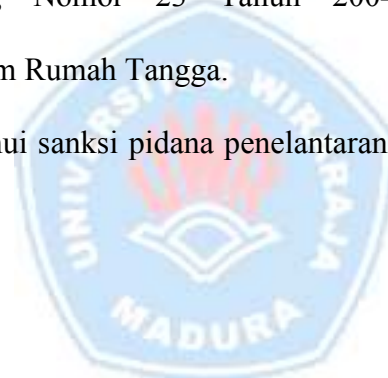 Nomor 23 Tahun 200
m Rumah Tangga.
ui sanksi pidana penelantaran
UNIVERSITAS WIRARAJA
MADURA